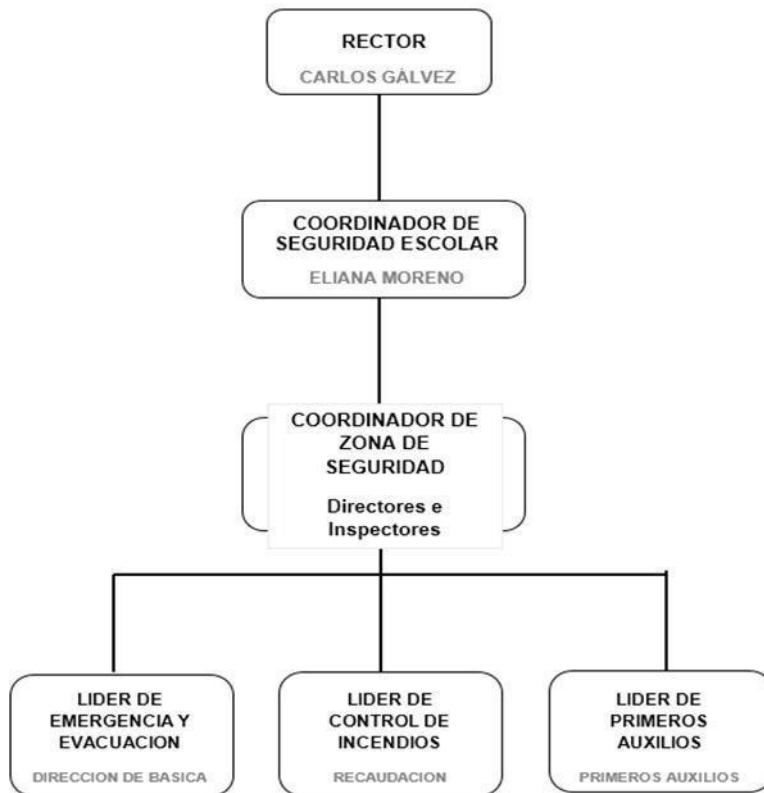 RECTOR
CARLOS GÀLVEZ
COORDINADOR DE
SEGURIDAD ESCOLAR
ELIANA MORENO
COORDINADOR DE
ZONA DE
SEGURIDAD
Directores e
Inspectores
LIDER DE
EMERGENCIA Y
EVACUACION
DIRECCION DE BASICA
LIDER DE
CONTROL DE
INCENDIOS
RECAUDACION
LIDER DE
PRIMEROS
AUXILIOS
PRIMEROS AUXILIOS